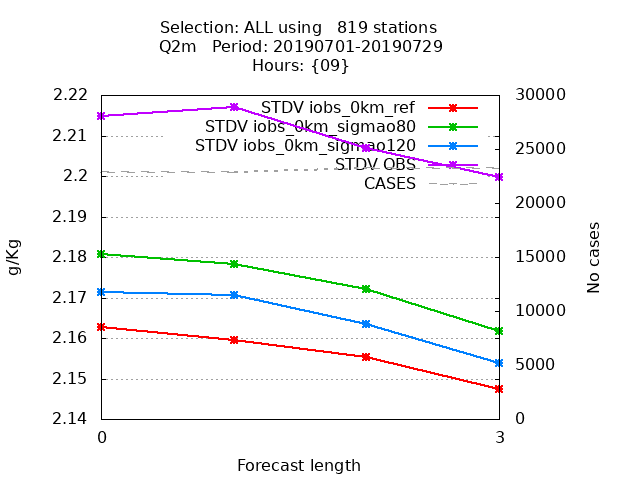 Selection: ALL using   819 stations
Q2m   Period: 20190701-20190729
Hours: {09}
2.22
2.21
2.2
2.19
2.18
2.17
2.16
2.15
2.14
30000
25000
20000
15000
10000
5000
0
STDV iobs_0km_ref
STDV iobs_0km_sigmao80
STDV iobs_0km_sigmao120
STDV OBS
CASES
g/Kg
No cases
0
3
Forecast length